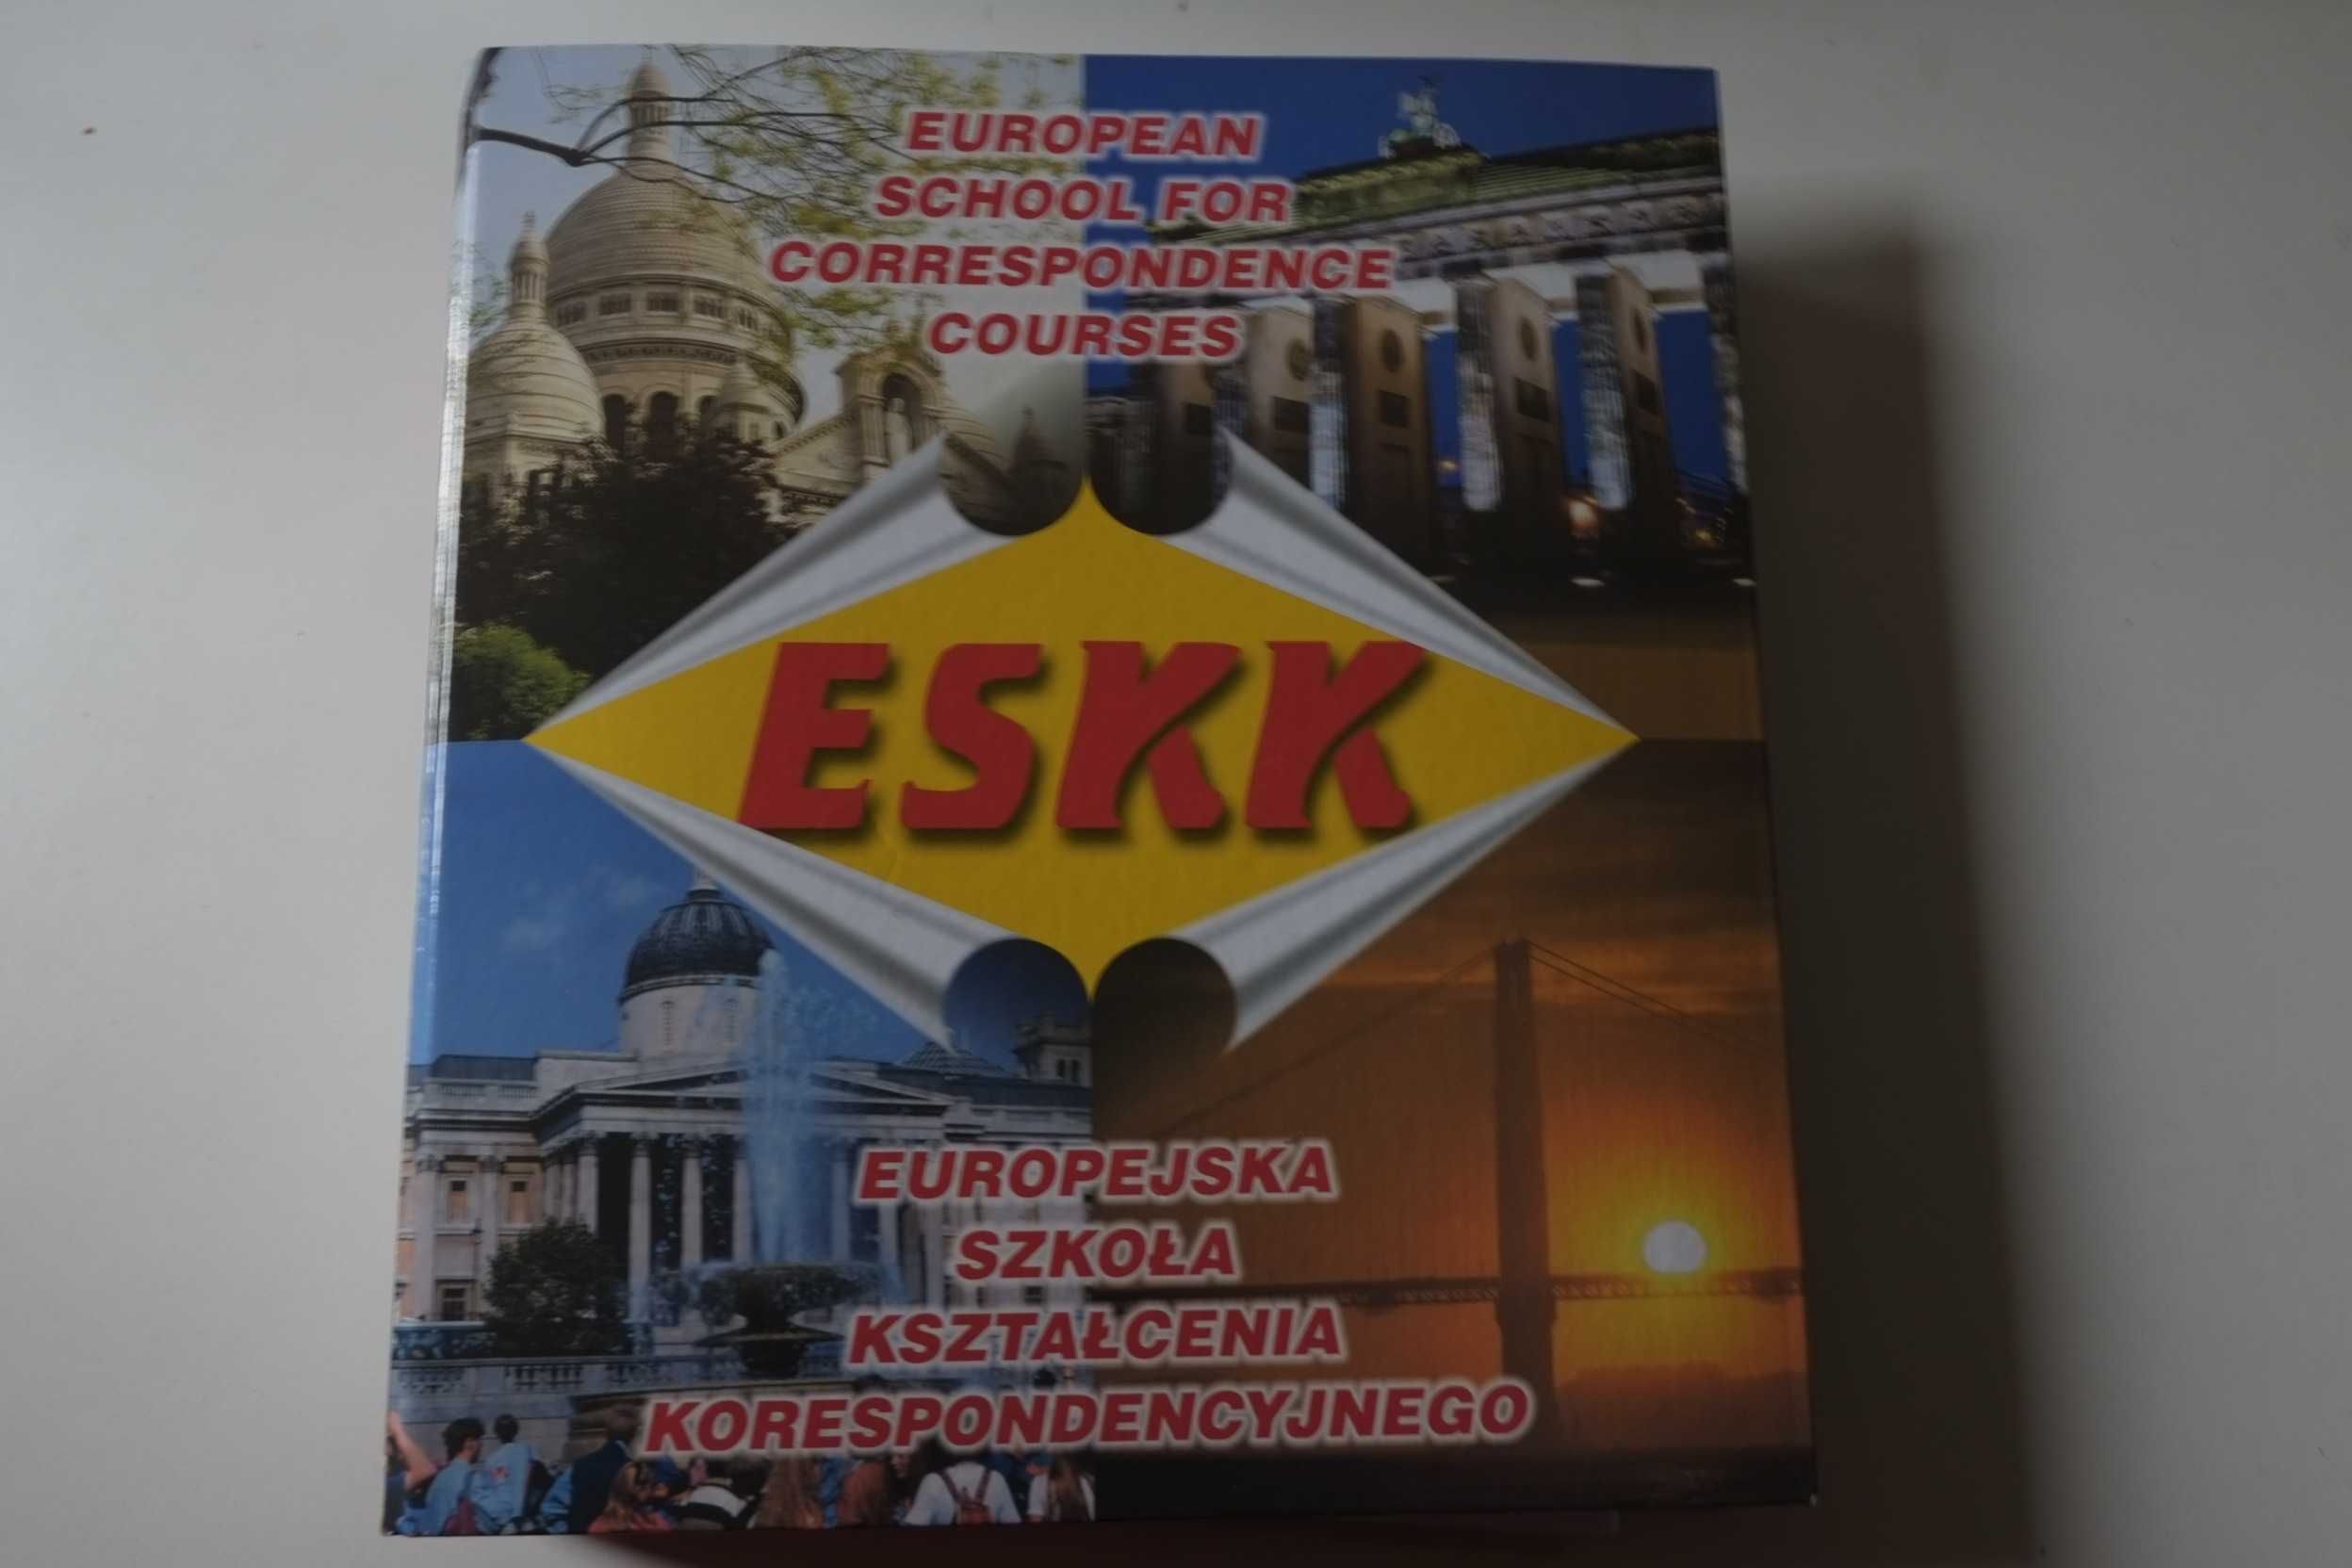 EUROPEAN
SCHOOL FOR
CORRESPONDENCE
COURSES
ESKK
EUROPEJSKA
SZKOŁA
KSZTAŁCENIA
KORESPONDENCYJNEGO